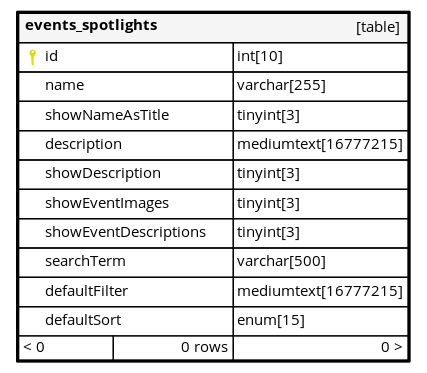 events_spotlights [table]
id int[10]
name varchar[255]
showNameAsTitle tinyint[3]
description mediumtext[16777215]
showDescription tinyint[3]
showEventImages tinyint[3]
showEventDescriptions tinyint[3]
searchTerm varchar[500]
defaultFilter mediumtext[16777215]
defaultSort enum[15]
< 0 0 rows 0 >